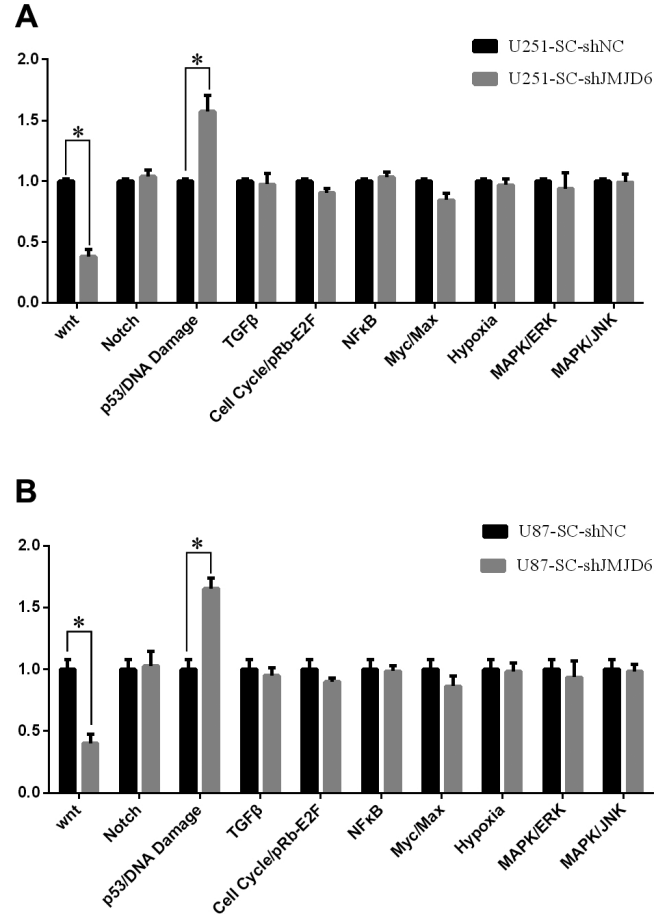 A
U251-SC-shNC
U251-SC-shJMJD6
2.0
1.5
1.0
0.5
0.0
*
*
wnt
Notch
p53/DNA Damage
TGFβ
Cell Cycle/pRb-E2F
NFκB
Myc/Max
Hypoxia
MAPK/ERK
MAPK/JNK
B
U87-SC-shNC
U87-SC-shJMJD6
2.0
1.5
1.0
0.5
0.0
*
*
wnt
Notch
p53/DNA Damage
TGFβ
Cell Cycle/pRb-E2F
NFκB
Myc/Max
Hypoxia
MAPK/ERK
MAPK/JNK